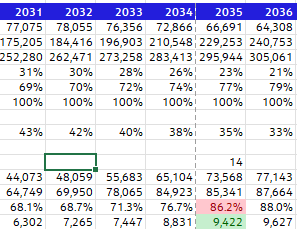 2031 2032 2033 2034 2035 2036
77,075 78,055 76,356 72,866 66,691 64,308
175,205 184,416 196,903 210,548 229,253 240,753
252,280 262,471 273,258 283,413 295,944 305,061
31% 30% 28% 26% 23% 21%
69% 70% 72% 74% 77% 79%
100% 100% 100% 100% 100% 100%
43% 42% 40% 38% 35% 33%
14
44,073 48,059 55,683 65,104 73,568 77,143
64,749 69,950 78,065 84,923 85,341 87,664
68.1% 68.7% 71.3% 76.7% 86.2% 88.0%
6,302 7,265 7,447 8,831 9,422 9,627